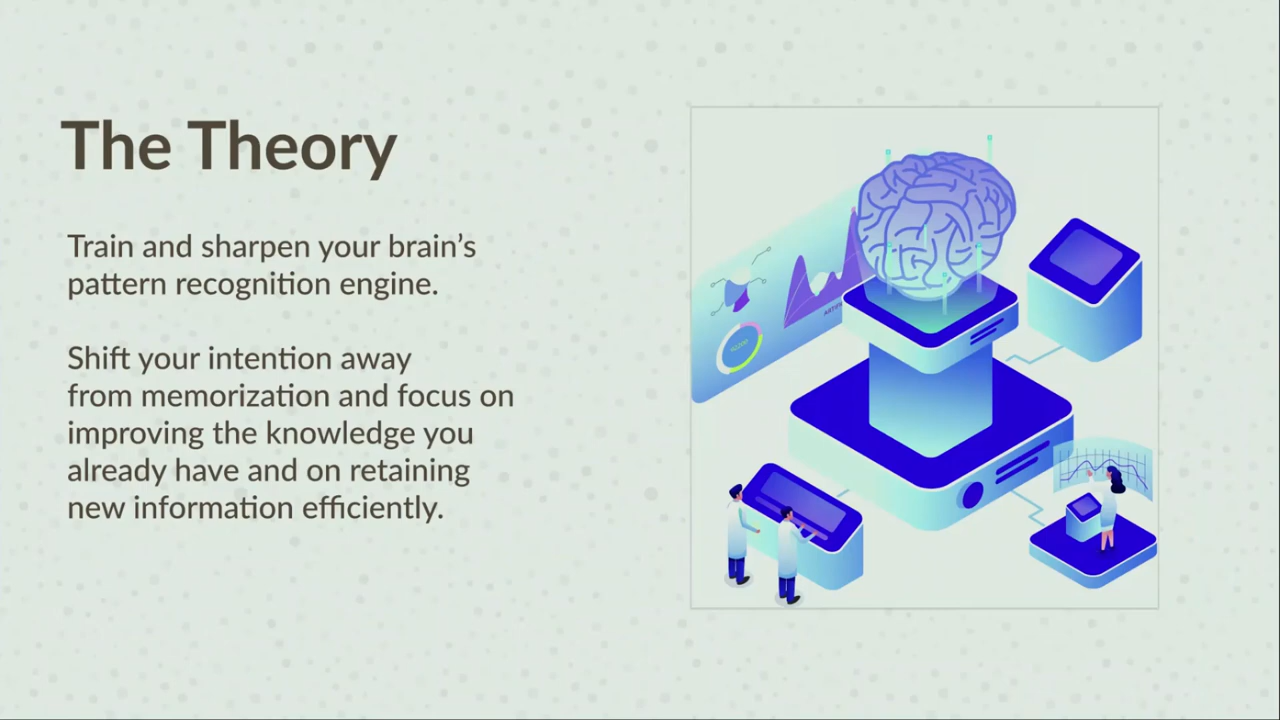 The Theory
Train and sharpen your brain’s
pattern recognition engine.
Shift your intention away
from memorization and focus on
improving the knowledge you
already have and on retaining
new information efficiently.